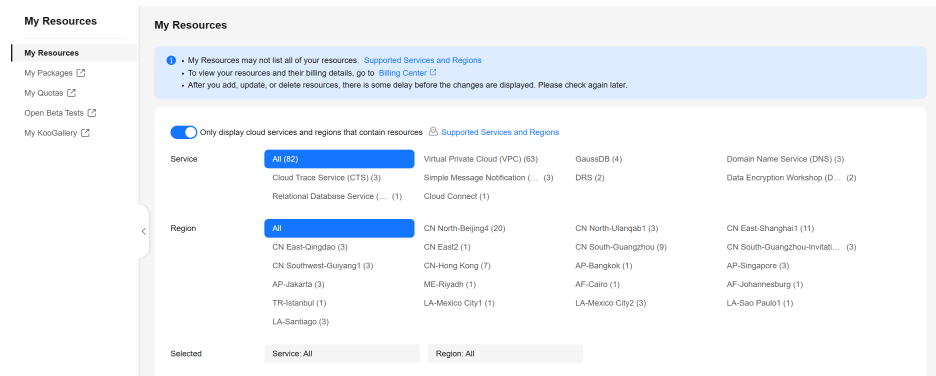 My Resources
My Resources
My Packages
My Quotas
Open Beta Tests
My KooGallery
My Resources
• My Resources may not list all of your resources. Supported Services and Regions
• To view your resources and their billing details, go to Billing Center
• After you add, update, or delete resources, there is some delay before the changes are displayed. Please check again later.
Only display cloud services and regions that contain resources Supported Services and Regions
Service All (82) Virtual Private Cloud (VPC) (63) GaussDB (4) Domain Name Service (DNS) (3)
Cloud Trace Service (CTS) (3) Simple Message Notification (... (3) DRS (2) Data Encryption Workshop (D... (2)
Relational Database Service (... (1) Cloud Connect (1)
Region All CN North-Beijing4 (20) CN North-Ulanqab1 (3) CN East-Shanghai1 (11)
CN East-Qingdao (3) CN East2 (1) CN South-Guangzhou (9) CN South-Guangzhou-Invitati... (3)
CN Southwest-Guiyang1 (3) CN-Hong Kong (7) AP-Bangkok (1) AP-Singapore (3)
AP-Jakarta (3) ME-Riyadh (1) AF-Cairo (1) AF-Johannesburg (1)
TR-Istanbul (1) LA-Mexico City1 (1) LA-Mexico City2 (3) LA-Sao Paulo1 (1)
LA-Santiago (3)
Selected Service: All Region: All